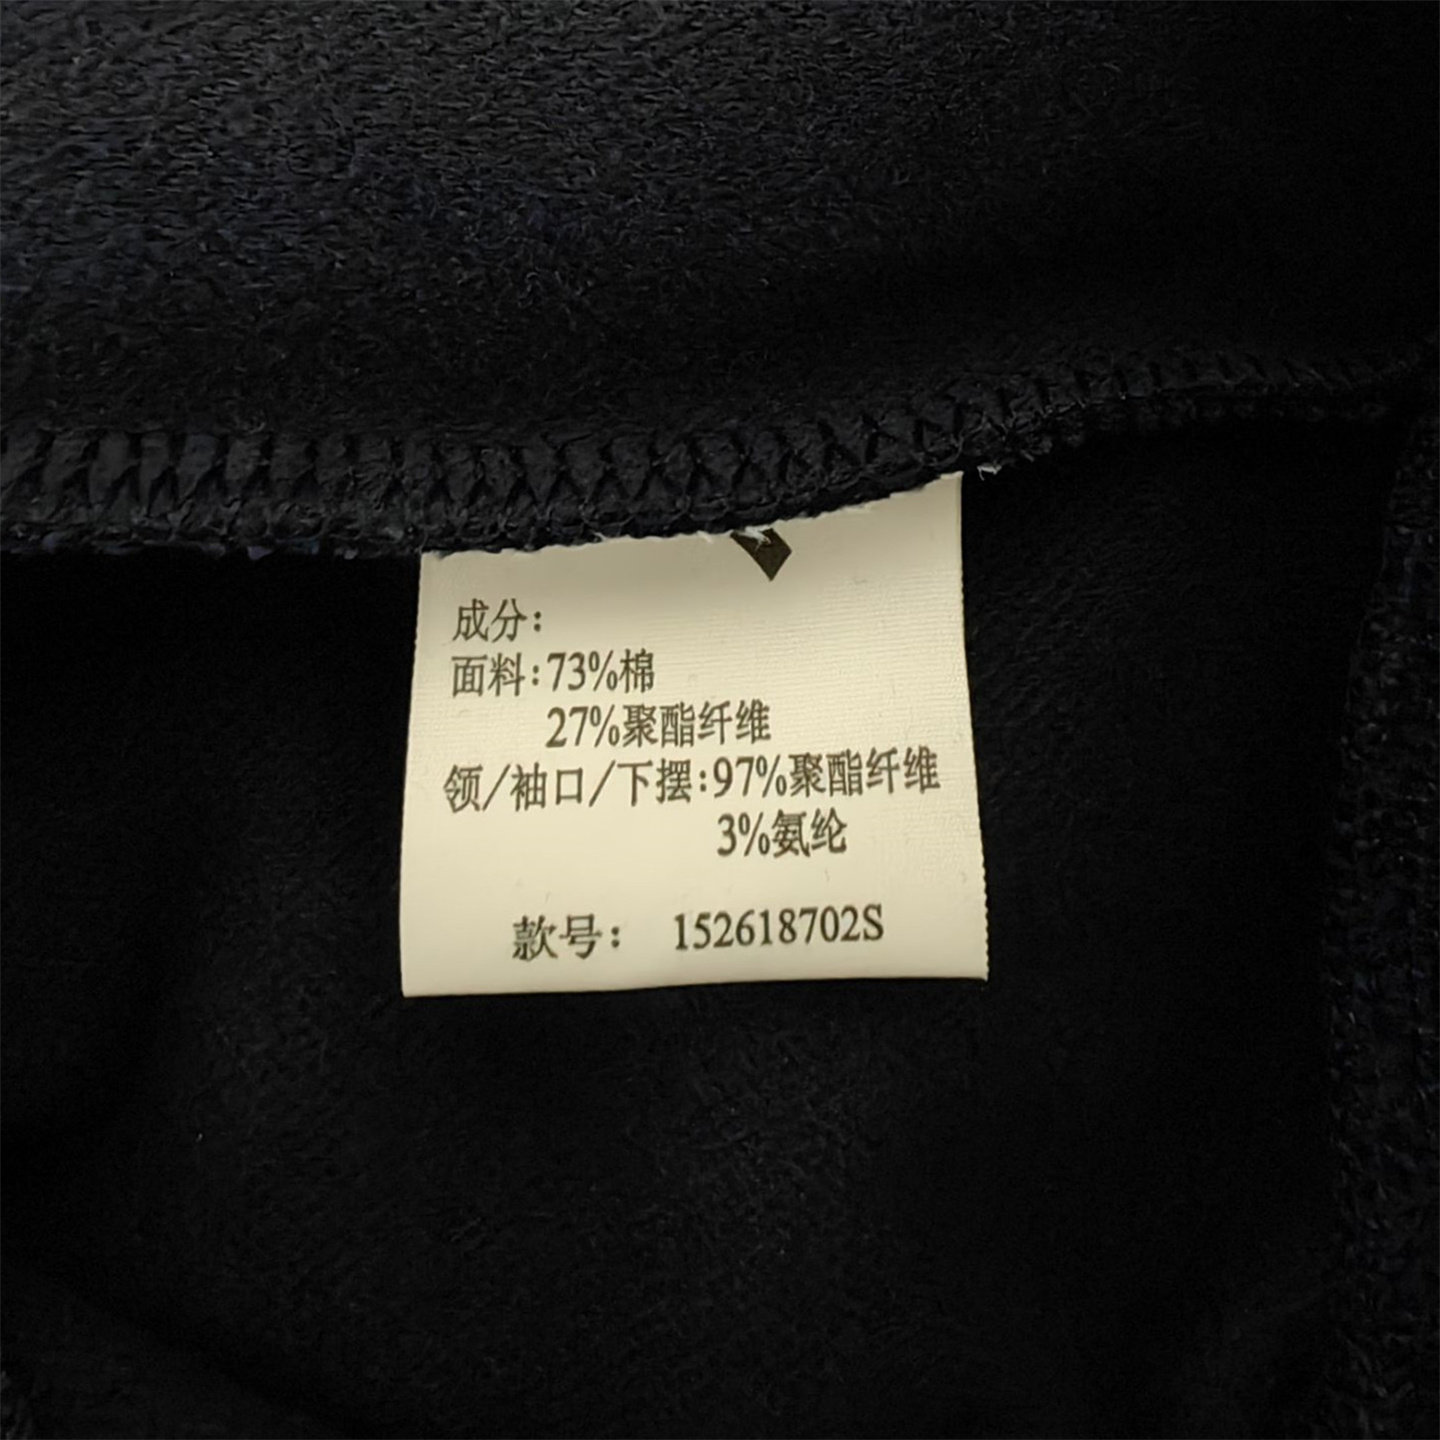 成分:
面料:73%棉
27%聚酯纤维
领/袖口/下摆:97%聚酯纤维
3%氨纶
款号: 152618702S